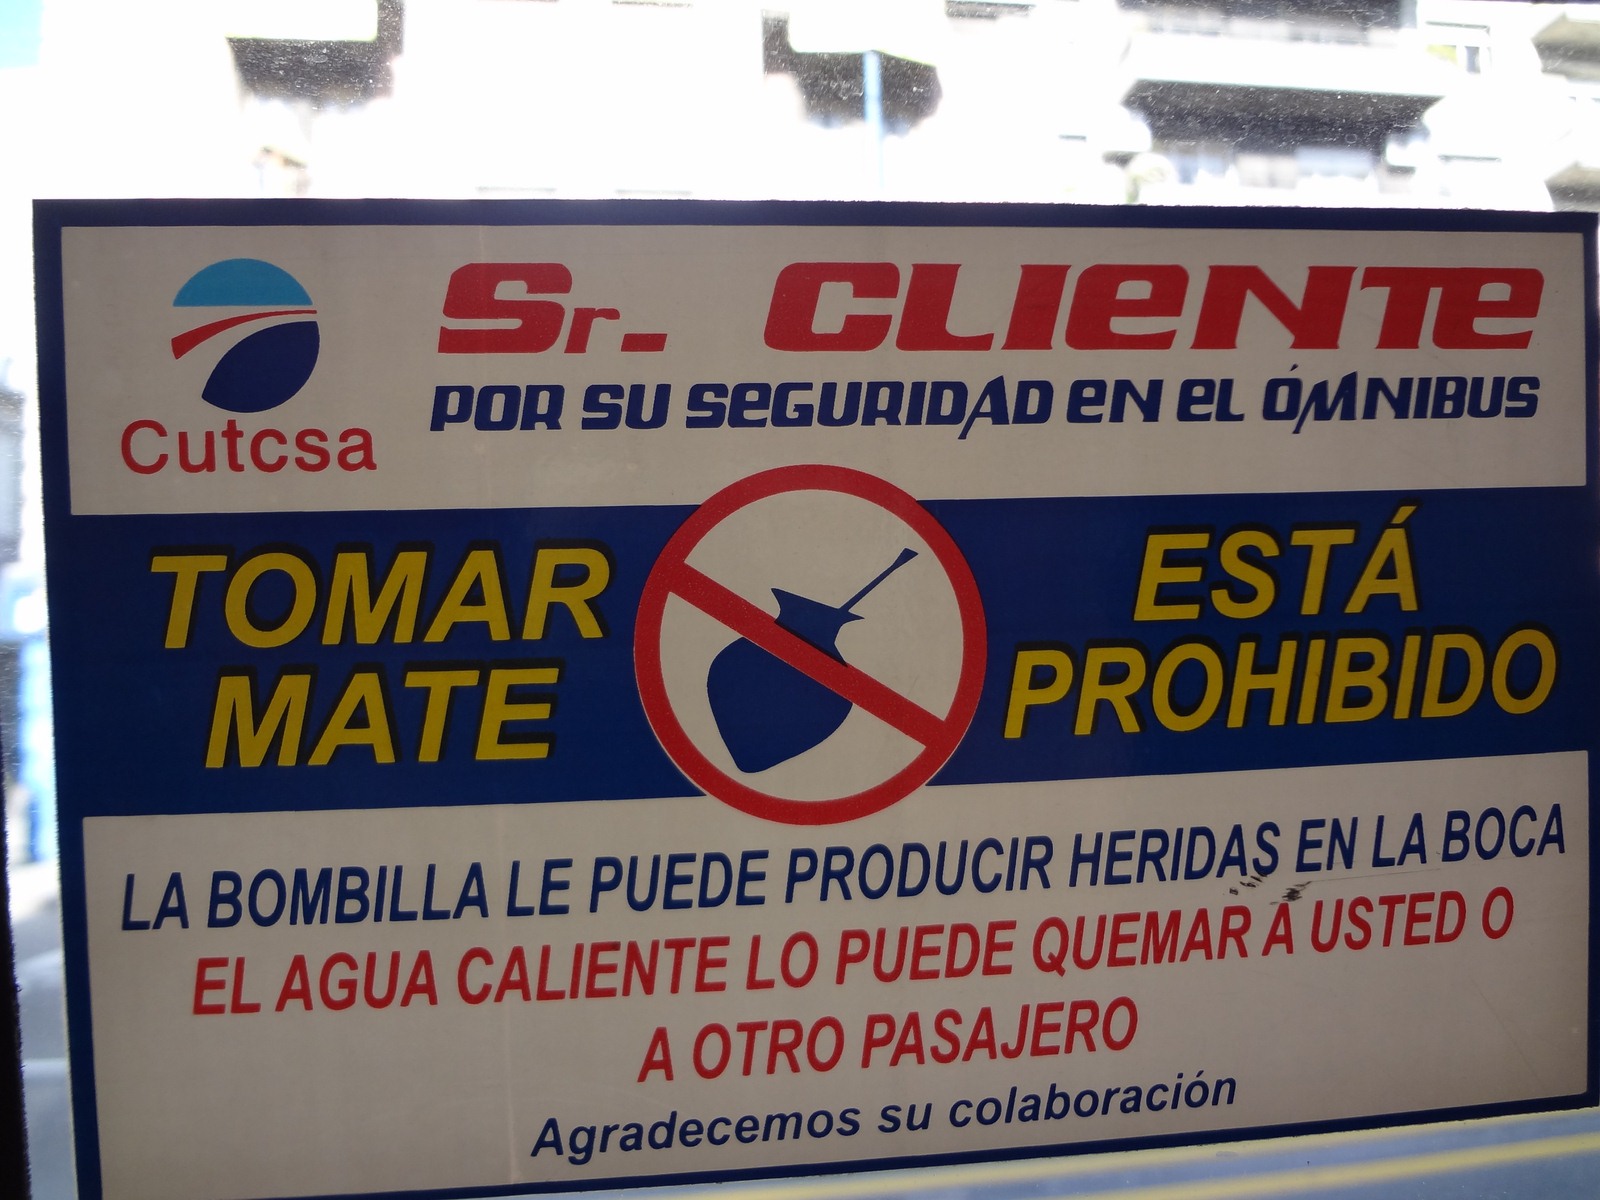 Sr. CLIENTE
POR SU SEGURIDAD EN EL ÓMNIBUS
Cutcsa
TOMAR
MATE
ESTÁ
PROHIBIDO
LA BOMBILLA LE PUEDE PRODUCIR HERIDAS EN LA BOCA
EL AGUA CALIENTE LO PUEDE QUEMAR A USTED O
A OTRO PASAJERO
Agradecemos su colaboración